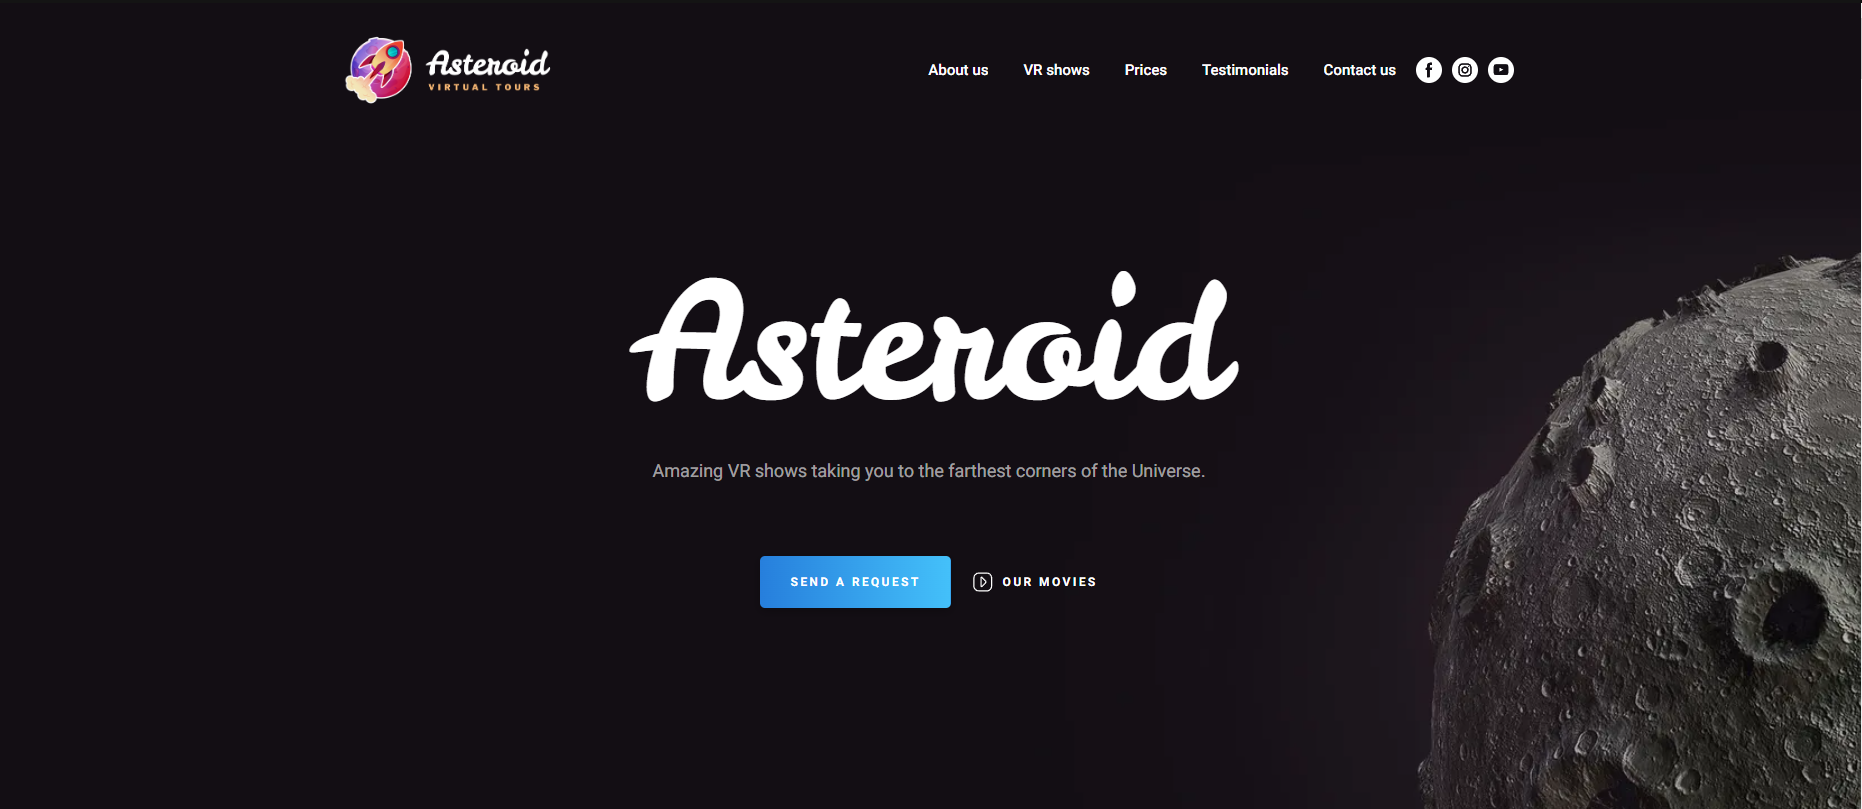 Asteroid
VIRTUAL TOURS
About us
VR shows
Prices
Testimonials
Contact us
Asteroid
Amazing VR shows taking you to the farthest corners of the Universe.
SEND A REQUEST
OUR MOVIES